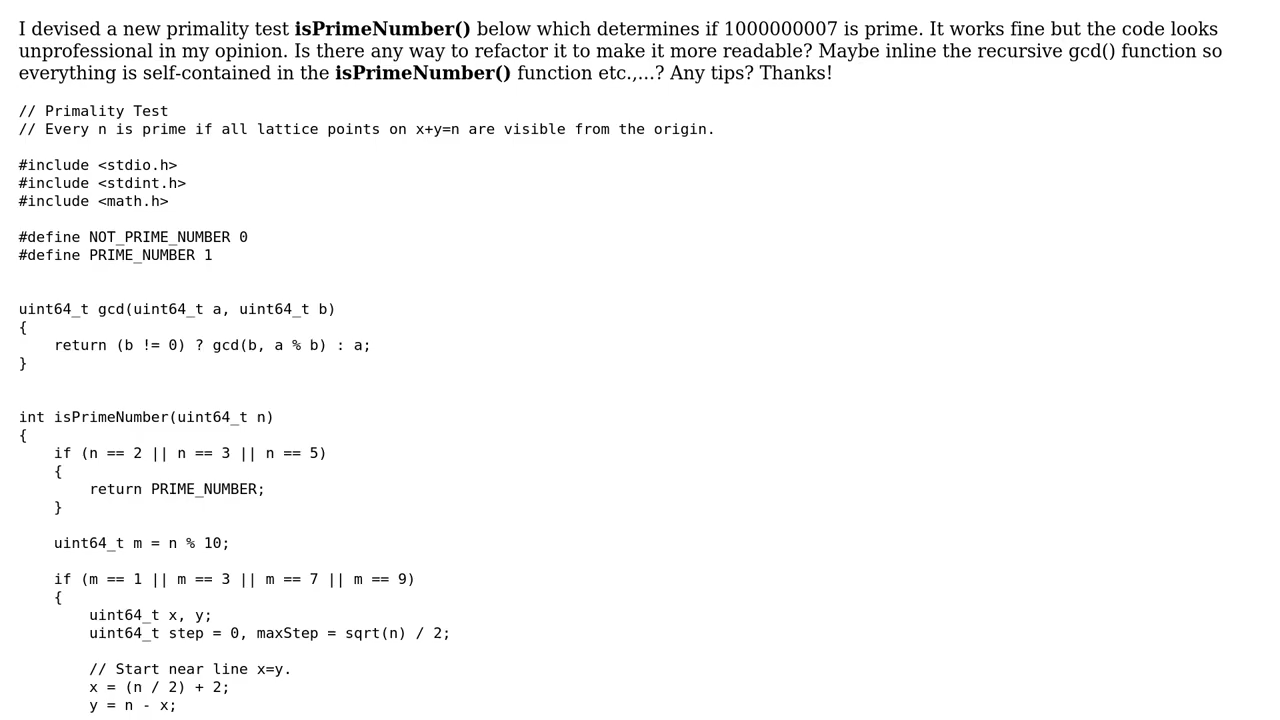 I devised a new primality test isPrimeNumber() below which determines if 1000000007 is prime. It works fine but the code looks
unprofessional in my opinion. Is there any way to refactor it to make it more readable? Maybe inline the recursive gcd() function so
everything is self-contained in the isPrimeNumber() function etc.,...? Any tips? Thanks!
// Primality Test
// Every n is prime if all lattice points on x+y=n are visible from the origin.
#include <stdio.h>
#include <stdint.h>
#include <math.h>
#define NOT_PRIME_NUMBER 0
#define PRIME_NUMBER 1
uint64_t gcd(uint64_t a, uint64_t b)
{
    return (b != 0) ? gcd(b, a % b) : a;
}
int isPrimeNumber(uint64_t n)
{
    if (n == 2 || n == 3 || n == 5)
    {
        return PRIME_NUMBER;
    }
    uint64_t m = n % 10;
    if (m == 1 || m == 3 || m == 7 || m == 9)
    {
        uint64_t x, y;
        uint64_t step = 0, maxStep = sqrt(n) / 2;
        // Start near line x=y.
        x = (n / 2) + 2;
        y = n - x;